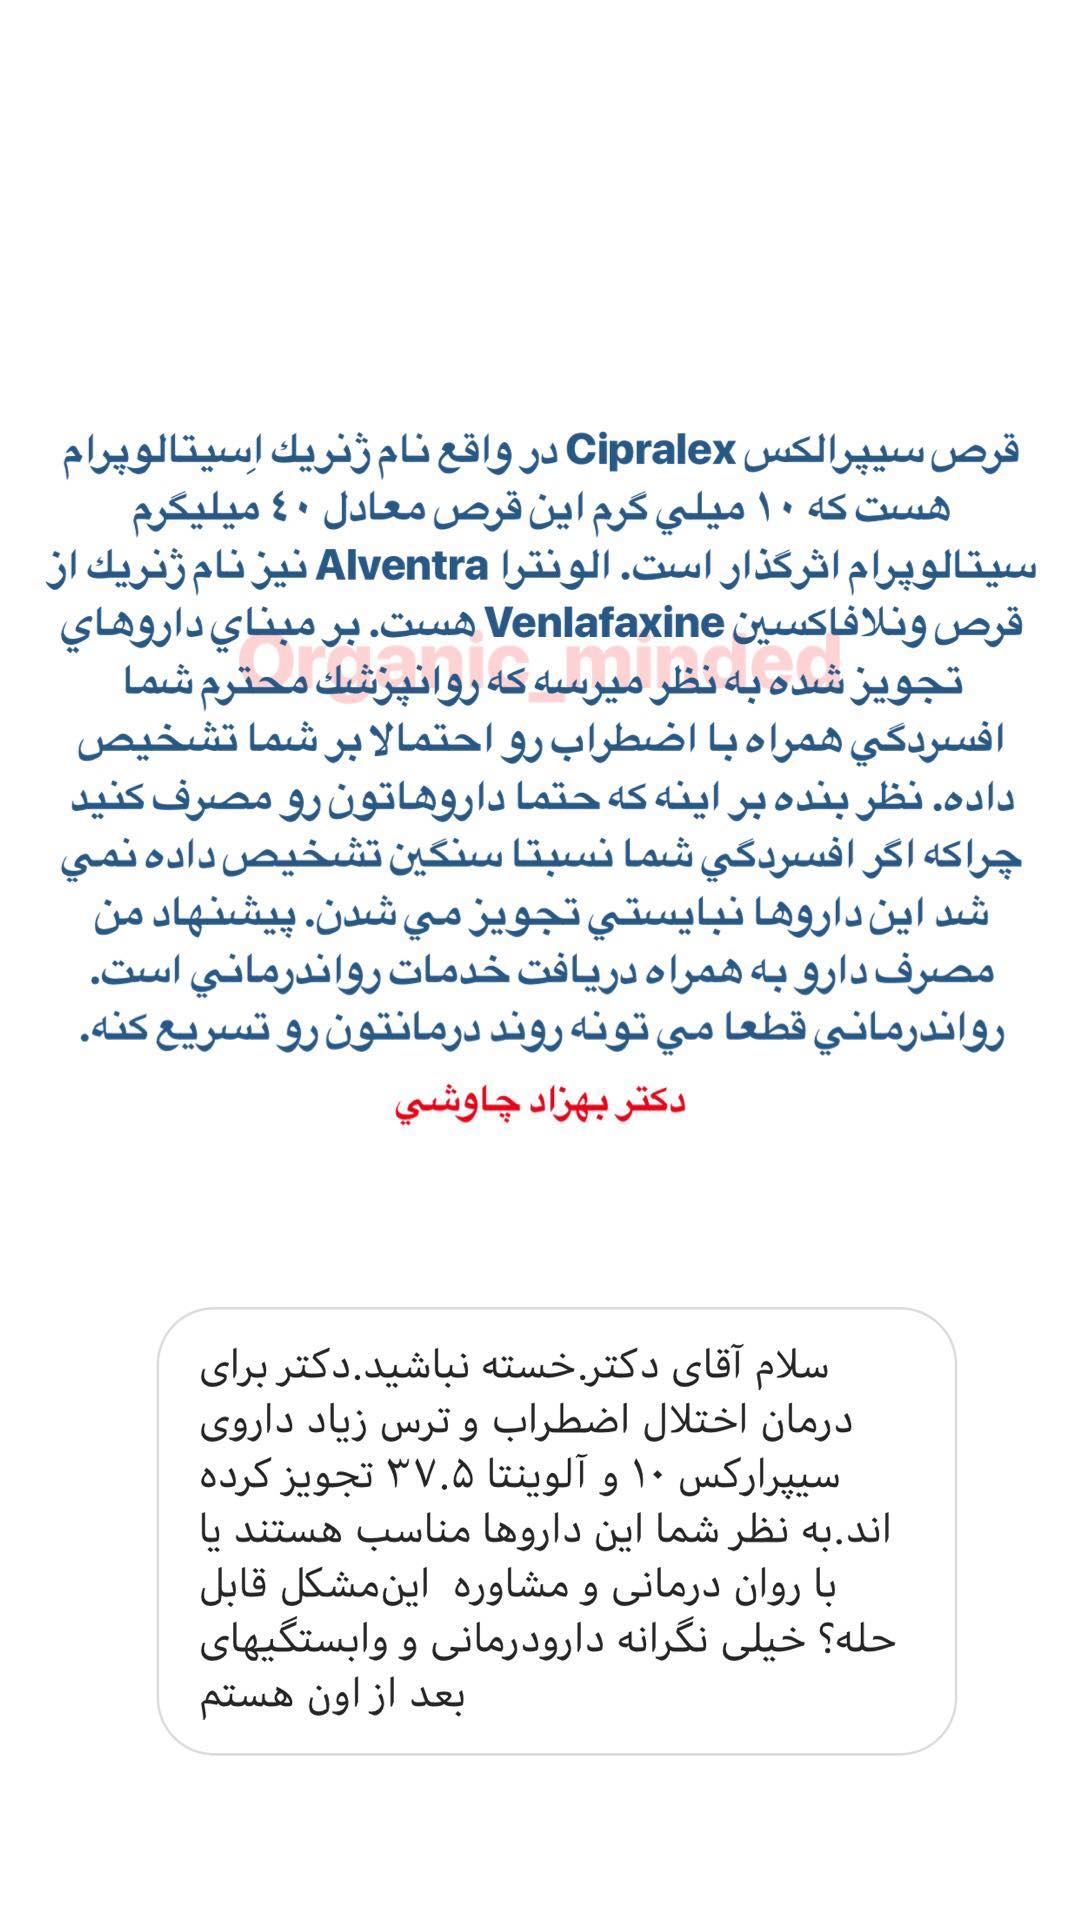 قرص سيپرالكس Cipralex در واقع نام ژنريك اِسيتالوپرام
هست كه ١٠ ميلي گرم اين قرص معادل ٤٠ ميليگرم
سيتالوپرام اثرگذار است. الونترا Alventra نيز نام ژنريك از
قرص ونلافاكسين Venlafaxine هست. بر مبناي داروهاي
Organic_minded
تجويز شده به نظر ميرسه كه روانپزشك محترم شما
افسردگي همراه با اضطراب رو احتمالا بر شما تشخيص
داده. نظر بنده بر اينه كه حتما داروهاتون رو مصرف كنيد
چراكه اگر افسردگي شما نسبتا سنگين تشخيص داده نمي
شد اين داروها نبايستي تجويز مي شدن. پيشنهاد من
مصرف دارو به همراه دريافت خدمات رواندرماني است.
رواندرماني قطعا مي تونه روند درمانتون رو تسريع كنه.
دكتر بهزاد چاوشي
سلام آقای دکتر.خسته نباشید.دکتر برای
درمان اختلال اضطراب و ترس زیاد داروی
سیپرارکس ۱۰ و آلوینتا ۳۷.۵ تجویز کرده
اند.به نظر شما این داروها مناسب هستند یا
با روان درمانی و مشاوره  این‌مشکل قابل
حله؟ خیلی نگرانه دارودرمانی و وابستگیهای
بعد از اون هستم